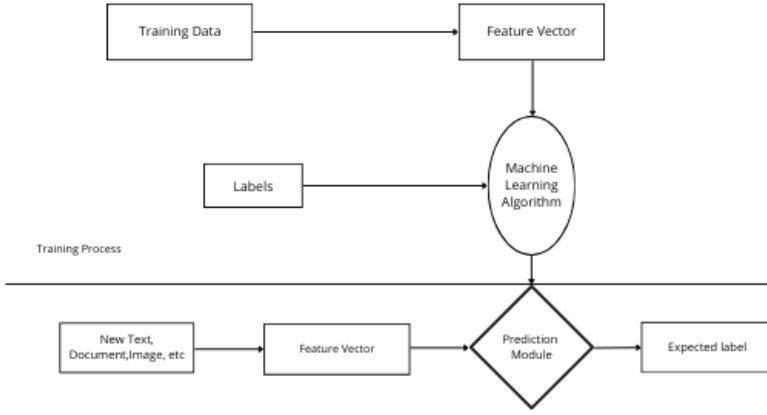 Training Data
Feature Vector
Machine
Learning
Algorithm
Labels
Training Process
New Text,
Document,Image, etc
Feature Vector
Prediction
Module
Expected label